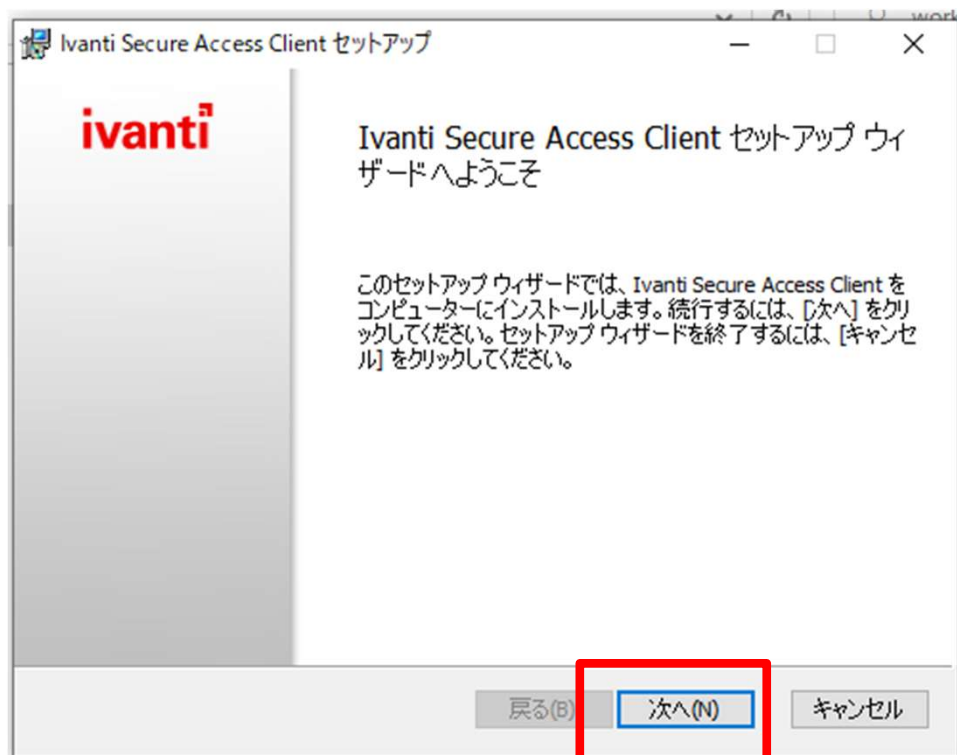 work
Ivanti Secure Access Client セットアップ
ivanti
Ivanti Secure Access Client セットアップ ウィ
ザードへようこそ
このセットアップ ウィザードでは、Ivanti Secure Access Client を
コンピューターにインストールします。続行するには、[次へ] をクリ
ックしてください。セットアップ ウィザードを終了するには、[キャンセ
ル] をクリックしてください。
戻る(B)
次へ(N)
キャンセル